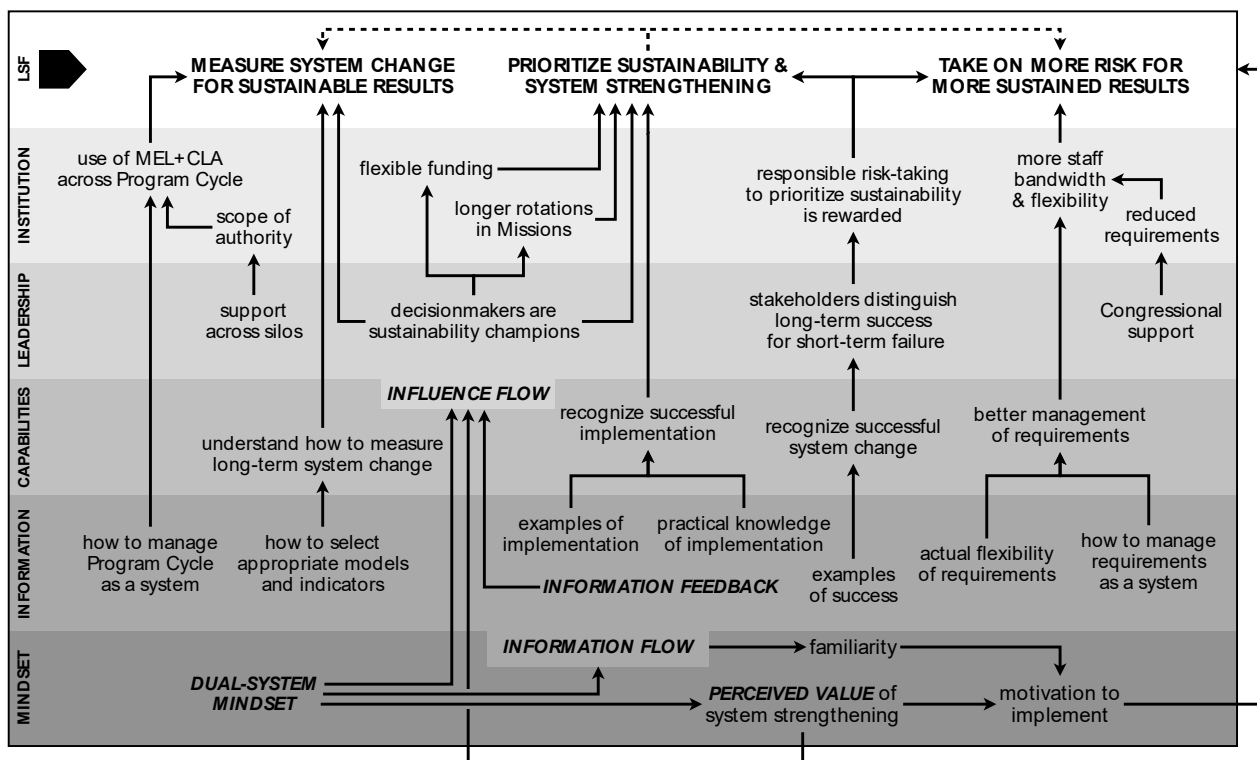 LSF
MEASURE SYSTEM CHANGE
FOR SUSTAINABLE RESULTS
PRIORITIZE SUSTAINABILITY &
SYSTEM STRENGTHENING
TAKE ON MORE RISK FOR
MORE SUSTAINED RESULTS
INSTITUTION
use of MEL+CLA
across Program Cycle
scope of
authority
flexible funding
longer rotations
in Missions
responsible risk-taking
to prioritize sustainability
is rewarded
more staff
bandwidth
& flexibility
reduced
requirements
LEADERSHIP
support
across silos
decisionmakers are
sustainability champions
stakeholders distinguish
long-term success
for short-term failure
Congressional
support
CAPABILITIES
INFLUENCE FLOW
understand how to measure
long-term system change
recognize successful
implementation
recognize successful
system change
better management
of requirements
INFORMATION
how to manage
Program Cycle
as a system
how to select
appropriate models
and indicators
examples of
implementation
practical knowledge
of implementation
INFORMATION FEEDBACK
examples
of success
actual flexibility
of requirements
how to manage
requirements
as a system
MINDSET
INFORMATION FLOW
familiarity
DUAL-SYSTEM
MINDSET
PERCEIVED VALUE of
system strengthening
motivation to
implement